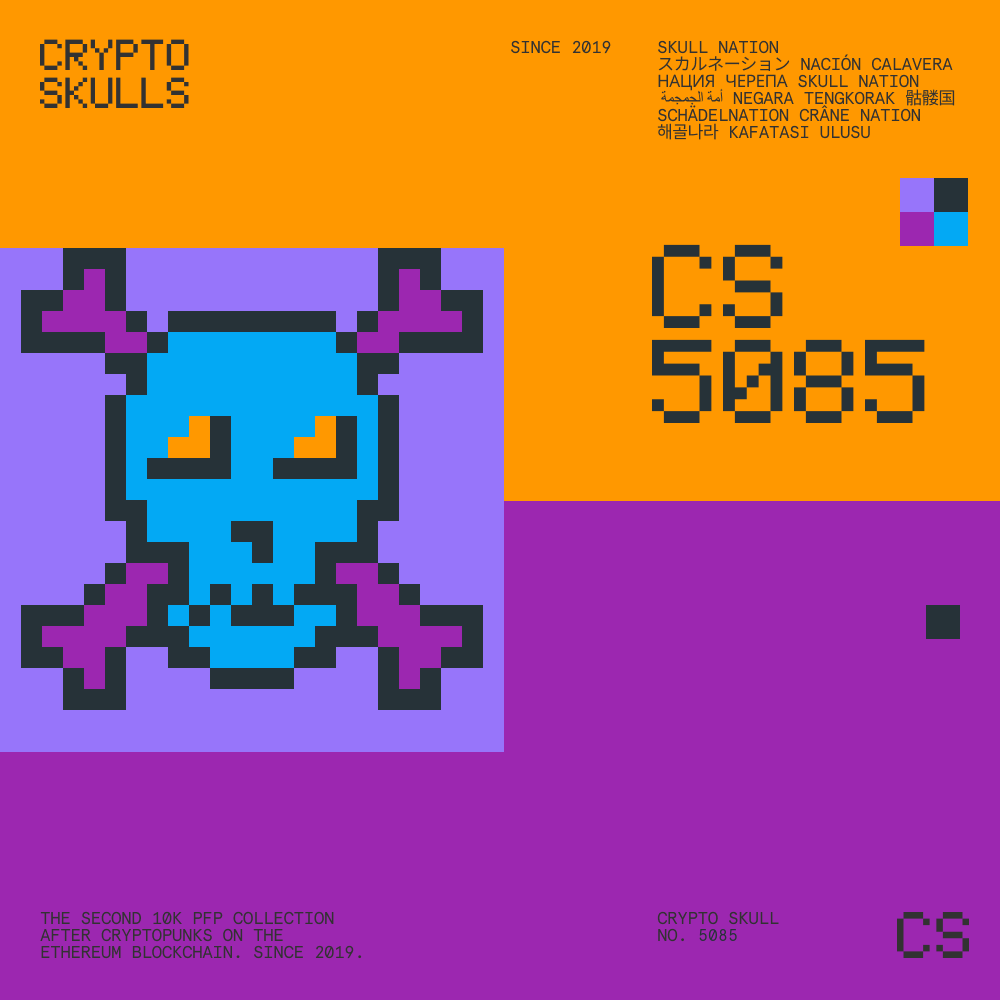 CRYPTO
SKULLS
SINCE 2019
SKULL NATION
スカルネーション NACIÓN CALAVERA
НАЦИЯ ЧЕРЕПА SKULL NATION
أمة الجمجمة NEGARA TENGKORAK 骷髅国
SCHÄDELNATION CRÂNE NATION
해골나라 KAFATASI ULUSU
CS
5085
THE SECOND 10K PFP COLLECTION
AFTER CRYPTOPUNKS ON THE
ETHEREUM BLOCKCHAIN. SINCE 2019.
CRYPTO SKULL
NO. 5085
CS